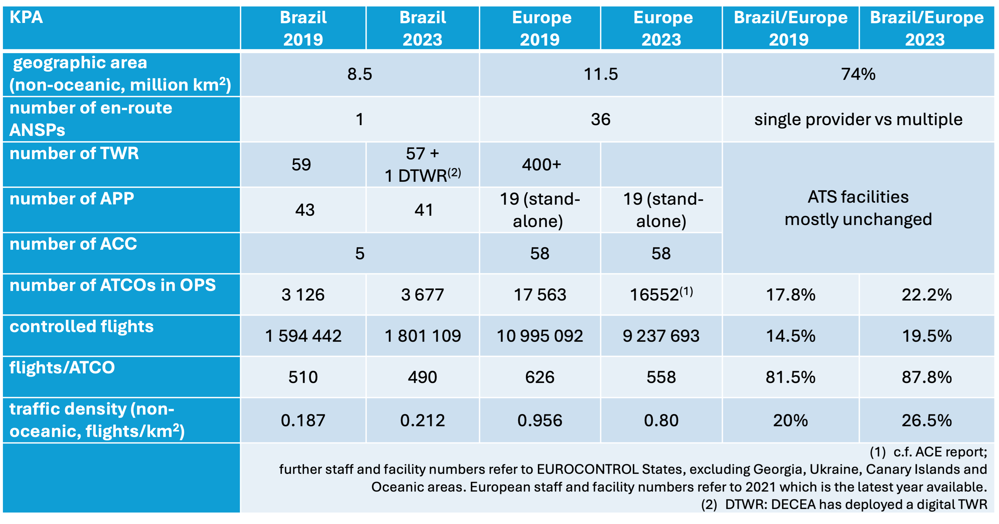 KPA
Brazil
2019
Brazil
2023
Europe
2019
Europe
2023
Brazil/Europe
2019
Brazil/Europe
2023
geographic area
(non-oceanic, million km²)
8.5
11.5
74%
number of en-route
ANSPs
1
36
single provider vs multiple
number of TWR
59
57 +
1 DTWR⁽²⁾
400+
number of APP
43
41
19 (stand-
alone)
19 (stand-
alone)
ATS facilities
mostly unchanged
number of ACC
5
58
58
number of ATCOs in OPS
3 126
3 677
17 563
16552⁽¹⁾
17.8%
22.2%
controlled flights
1 594 442
1 801 109
10 995 092
9 237 693
14.5%
19.5%
flights/ATCO
510
490
626
558
81.5%
87.8%
traffic density (non-
oceanic, flights/km²)
0.187
0.212
0.956
0.80
20%
26.5%
(1) c.f. ACE report;
further staff and facility numbers refer to EUROCONTROL States, excluding Georgia, Ukraine, Canary Islands and
Oceanic areas. European staff and facility numbers refer to 2021 which is the latest year available.
(2) DTWR: DECEA has deployed a digital TWR